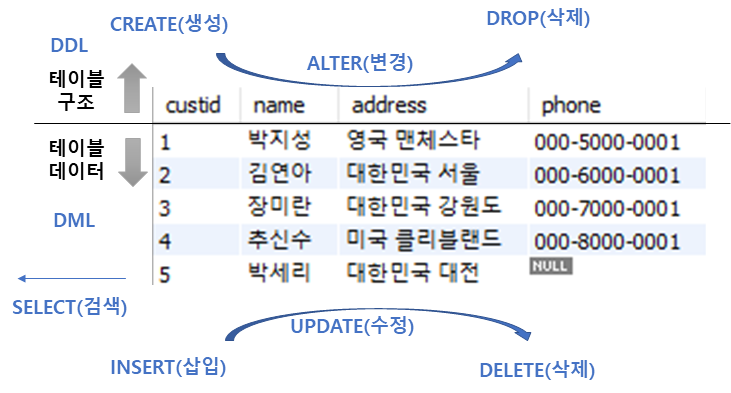 CREATE(생성)
DROP(삭제)
DDL
ALTER(변경)
테이블
구조
custid name address phone
테이블
데이터
1 박지성 영국 맨체스타 000-5000-0001
2 김연아 대한민국 서울 000-6000-0001
3 장미란 대한민국 강원도 000-7000-0001
4 추신수 미국 클리블랜드 000-8000-0001
5 박세리 대한민국 대전 NULL
DML
SELECT(검색)
UPDATE(수정)
INSERT(삽입)
DELETE(삭제)